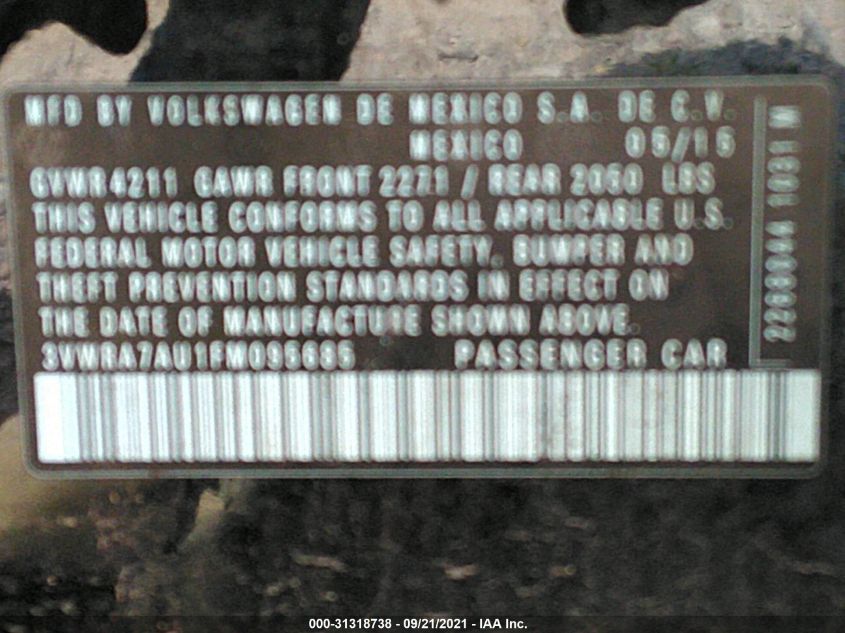 MFD BY VOLKSWAGEN DE MEXICO S.A. DE C.V.
MEXICO 05/15
GVWR4211 GAWR FRONT 2271 / REAR 2050 LBS
THIS VEHICLE CONFORMS TO ALL APPLICABLE U.S.
FEDERAL MOTOR VEHICLE SAFETY, BUMPER AND
THEFT PREVENTION STANDARDS IN EFFECT ON
THE DATE OF MANUFACTURE SHOWN ABOVE.
3VWRA7AU1FM095685 PASSENGER CAR
1031 M
000-31318738 - 09/21/2021 - IAA Inc.